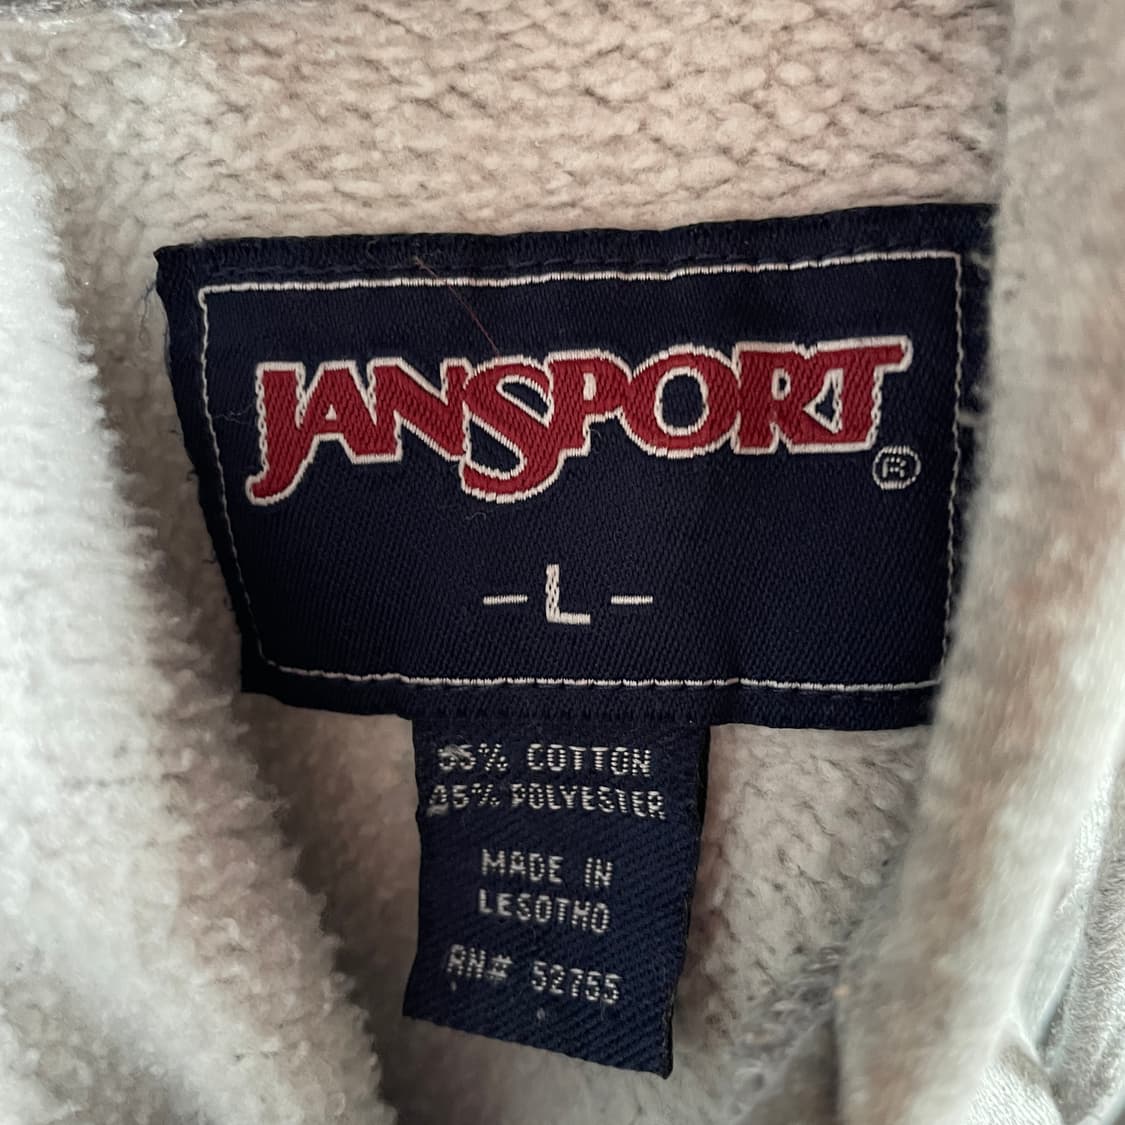 JANSPORT
®
- L -
% COTTON
% POLYESTER
MADE IN
LESOTHO
RN# 52755